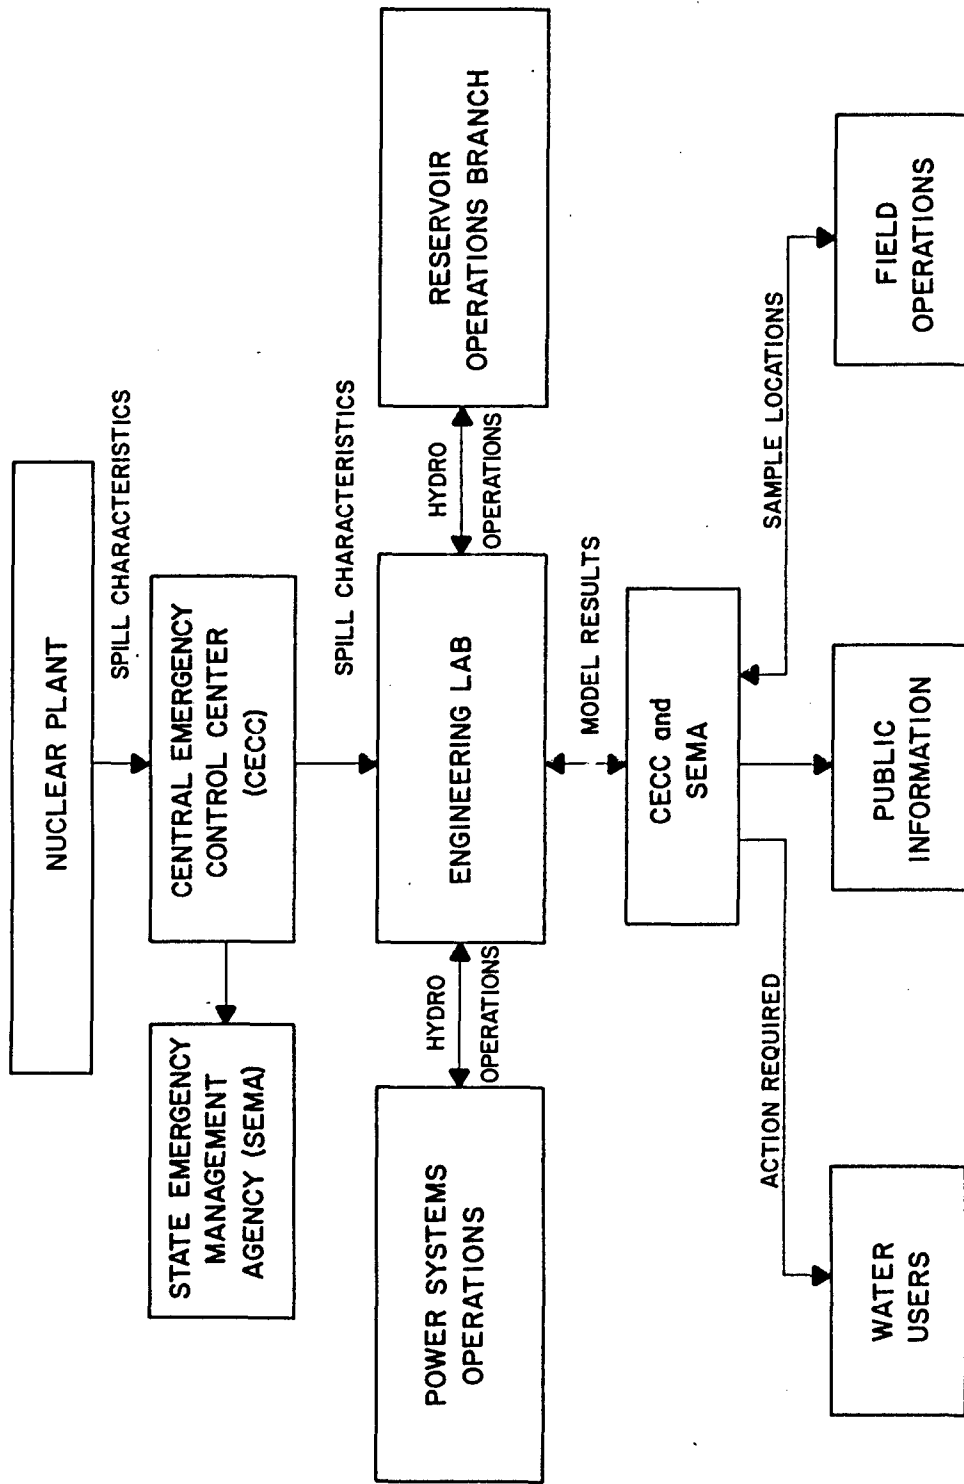 NUCLEAR PLANT
SPILL CHARACTERISTICS
STATE EMERGENCY
MANAGEMENT
AGENCY (SEMA)
CENTRAL EMERGENCY
CONTROL CENTER
(CECC)
SPILL CHARACTERISTICS
POWER SYSTEMS
OPERATIONS
HYDRO
OPERATIONS
ENGINEERING LAB
HYDRO
OPERATIONS
RESERVOIR
OPERATIONS BRANCH
MODEL RESULTS
CECC and
SEMA
ACTION REQUIRED
SAMPLE LOCATIONS
WATER
USERS
PUBLIC
INFORMATION
FIELD
OPERATIONS